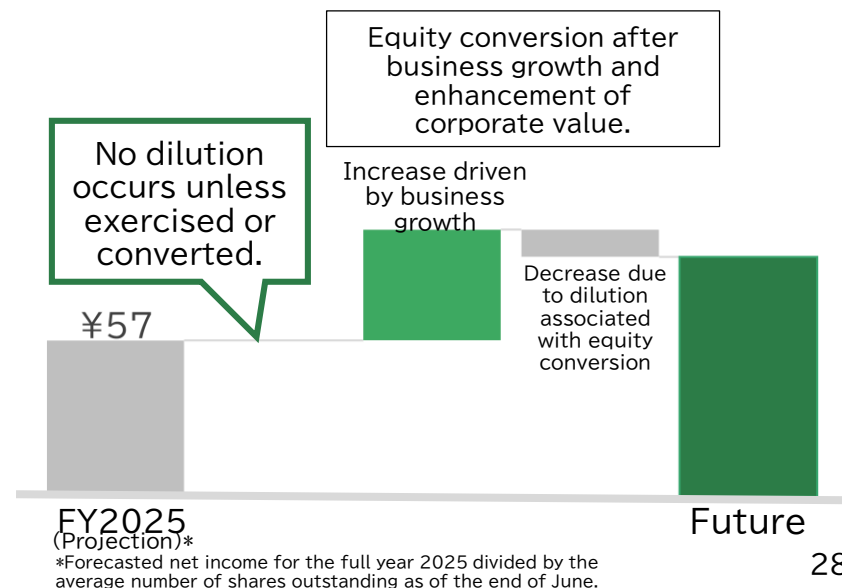 Equity conversion after
business growth and
enhancement of
corporate value.
No dilution
occurs unless
exercised or
converted.
Increase driven
by business
growth
Decrease due
to dilution
associated
with equity
conversion
¥57
FY2025
(Projection)*
Future
*Forecasted net income for the full year 2025 divided by the
average number of shares outstanding as of the end of June.
28